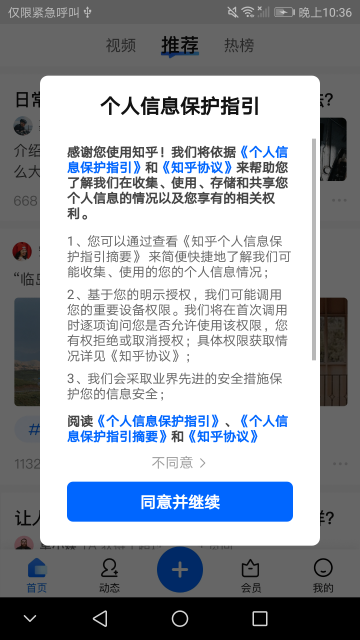 仅限紧急呼叫 晚上10:36
视频 推荐 热榜
日常
个人信息保护指引
感谢您使用知乎！我们将依据《个人信
息保护指引》和《知乎协议》来帮助您
了解我们在收集、使用、存储和共享您
个人信息的情况以及您享有的相关权
利。
1、您可以通过查看《知乎个人信息保
护指引摘要》 来简便快捷地了解我们可
能收集、使用的您的个人信息情况；
2、基于您的明示授权，我们可能调用
您的重要设备权限。我们将在首次调用
时逐项询问您是否允许使用该权限，您
有权拒绝或取消授权；具体权限获取情
况详见《知乎协议》；
3、我们会采取业界先进的安全措施保
护您的信息安全；
阅读《个人信息保护指引》、《个人信
息保护指引摘要》和《知乎协议》
不同意
同意并继续
介绍
么大
668
“临
#
1132
让人
首页 动态 会员 我的